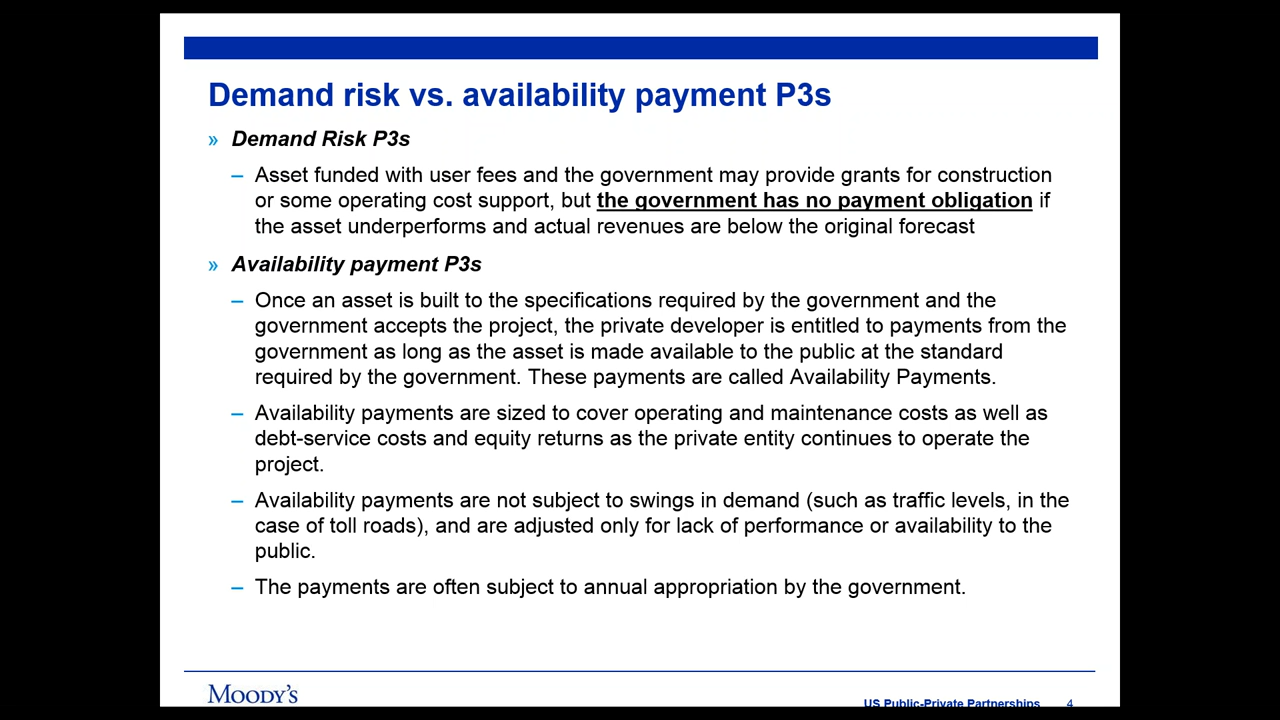 Demand risk vs. availability payment P3s
» Demand Risk P3s
– Asset funded with user fees and the government may provide grants for construction
or some operating cost support, but the government has no payment obligation if
the asset underperforms and actual revenues are below the original forecast
» Availability payment P3s
– Once an asset is built to the specifications required by the government and the
government accepts the project, the private developer is entitled to payments from the
government as long as the asset is made available to the public at the standard
required by the government. These payments are called Availability Payments.
– Availability payments are sized to cover operating and maintenance costs as well as
debt-service costs and equity returns as the private entity continues to operate the
project.
– Availability payments are not subject to swings in demand (such as traffic levels, in the
case of toll roads), and are adjusted only for lack of performance or availability to the
public.
– The payments are often subject to annual appropriation by the government.
MOODY'S
US Public-Private Partnerships 4